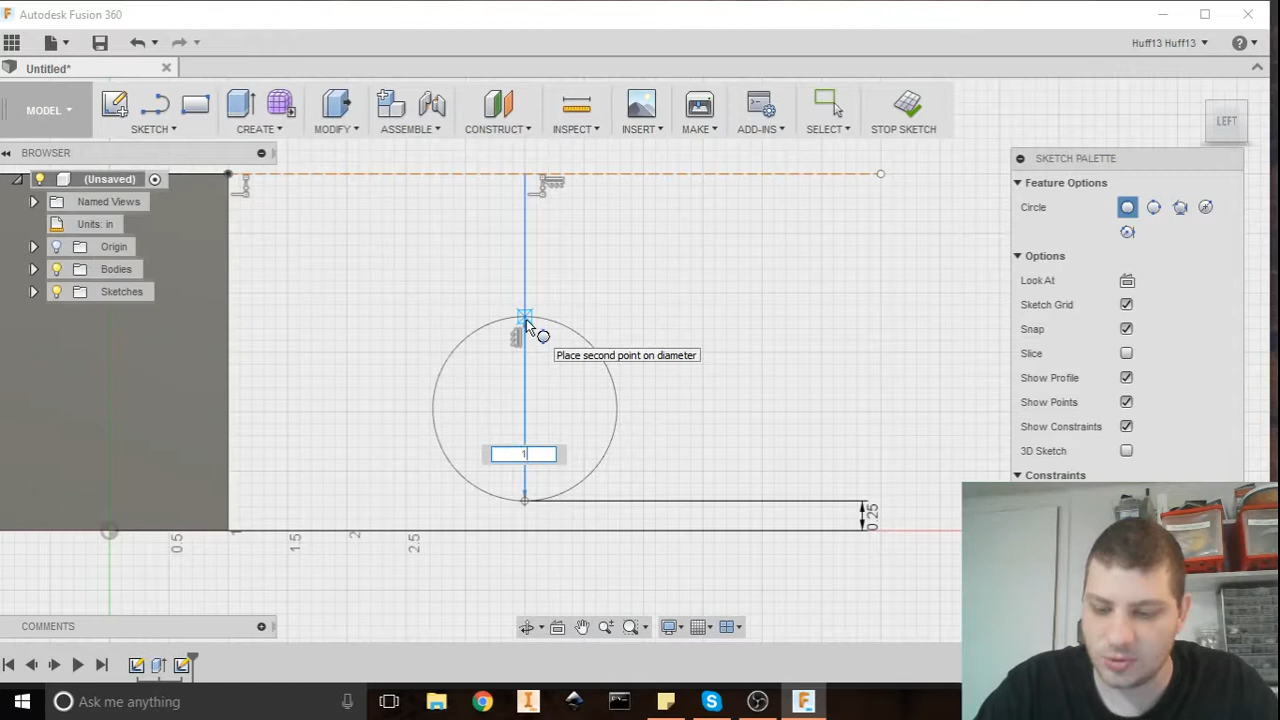 Autodesk Fusion 360
Huff13 Huff13
Untitled*
MODEL
SKETCH
CREATE
MODIFY
ASSEMBLE
CONSTRUCT
INSPECT
INSERT
MAKE
ADD-INS
SELECT
STOP SKETCH
LEFT
BROWSER
(Unsaved)
Named Views
Units: in
Origin
Bodies
Sketches
SKETCH PALETTE
Feature Options
Circle
Options
Look At
Sketch Grid
Snap
Slice
Show Profile
Show Points
Show Constraints
3D Sketch
Constraints
Place second point on diameter
1
0.25
0.5
1
1.5
2
2.5
COMMENTS
Ask me anything